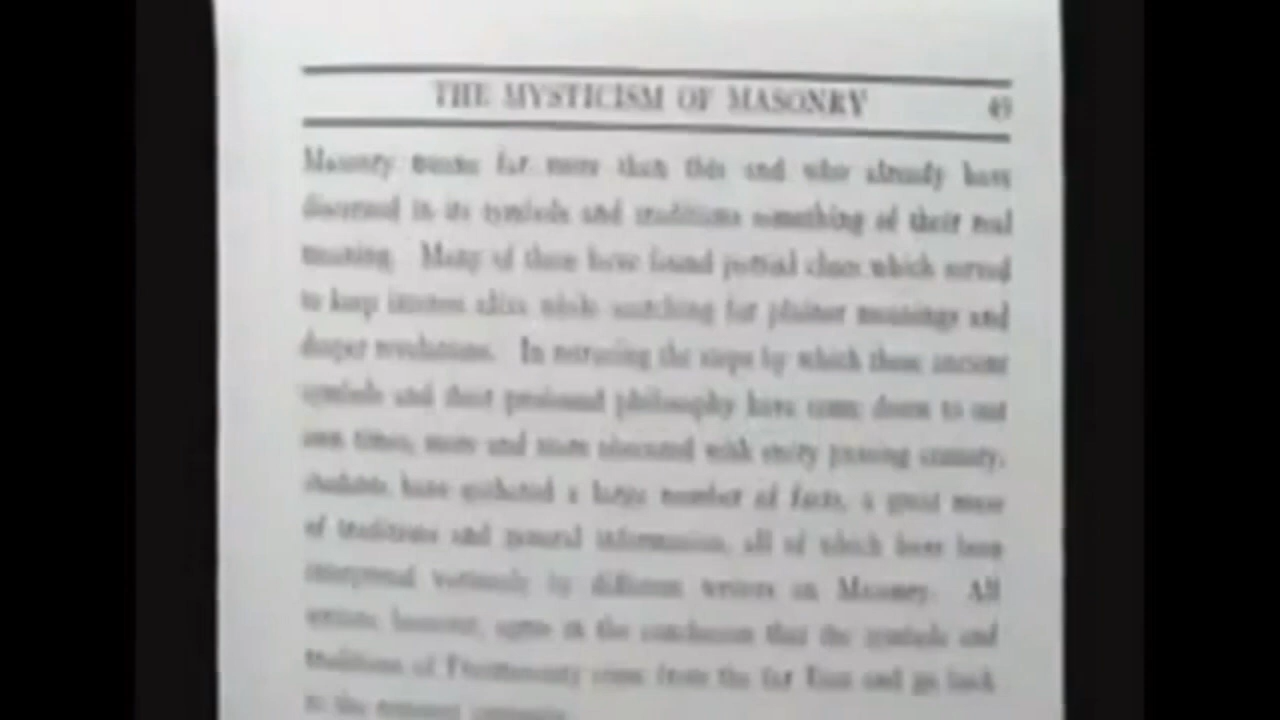 THE MYSTICISM OF MASONRY 49
Masonry means far more than this and who already have
discerned in its symbols and traditions something of their real
meaning. Many of them have found partial clues which served
to keep interest alive while searching for plainer meanings and
deeper revelations. In the steps by which these ancient
symbols and their profound philosophy have come down to our
own times, more and more obscured with every passing century,
students have gathered a large number of facts, a great mass
of traditions and general information, all of which have been
interpreted variously by different writers on Masonry. All
writers, however, agree in the conclusion that the symbols and
traditions of Freemasonry come from the far East and go back
to the